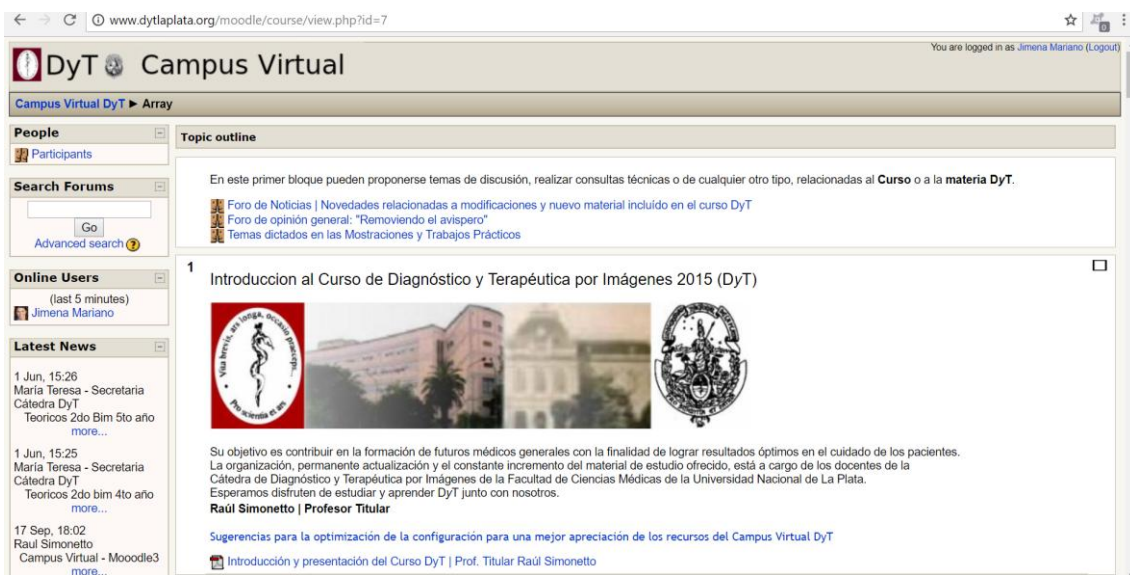 www.dytlaplata.org/moodle/course/view.php?id=7
0
DyT Campus Virtual
You are logged in as Jimena Mariano (Logout)
Campus Virtual DyT ► Array
People
Participants
Search Forums
Go
Advanced search ?
Online Users
(last 5 minutes)
Jimena Mariano
Latest News
1 Jun, 15:26
María Teresa - Secretaria
Cátedra DyT
Teoricos 2do Bim 5to año
more...
1 Jun, 15:25
María Teresa - Secretaria
Cátedra DyT
Teoricos 2do bim 4to año
more...
17 Sep, 18:02
Raul Simonetto
Campus Virtual - Mooodle3
more...
Topic outline
En este primer bloque pueden proponerse temas de discusión, realizar consultas técnicas o de cualquier otro tipo, relacionadas al Curso o a la materia DyT.
Foro de Noticias | Novedades relacionadas a modificaciones y nuevo material incluído en el curso DyT
Foro de opinión general: "Removiendo el avispero"
Temas dictados en las Mostraciones y Trabajos Prácticos
1
Introduccion al Curso de Diagnóstico y Terapéutica por Imágenes 2015 (DyT)
Vita brevis, ars longa, occasio praeceps...
Pro scientia et ars
Su objetivo es contribuir en la formación de futuros médicos generales con la finalidad de lograr resultados óptimos en el cuidado de los pacientes.
La organización, permanente actualización y el constante incremento del material de estudio ofrecido, está a cargo de los docentes de la
Cátedra de Diagnóstico y Terapéutica por Imágenes de la Facultad de Ciencias Médicas de la Universidad Nacional de La Plata.
Esperamos disfruten de estudiar y aprender DyT junto con nosotros.
Raúl Simonetto | Profesor Titular
Sugerencias para la optimización de la configuración para una mejor apreciación de los recursos del Campus Virtual DyT
Introducción y presentación del Curso DyT | Prof. Titular Raúl Simonetto